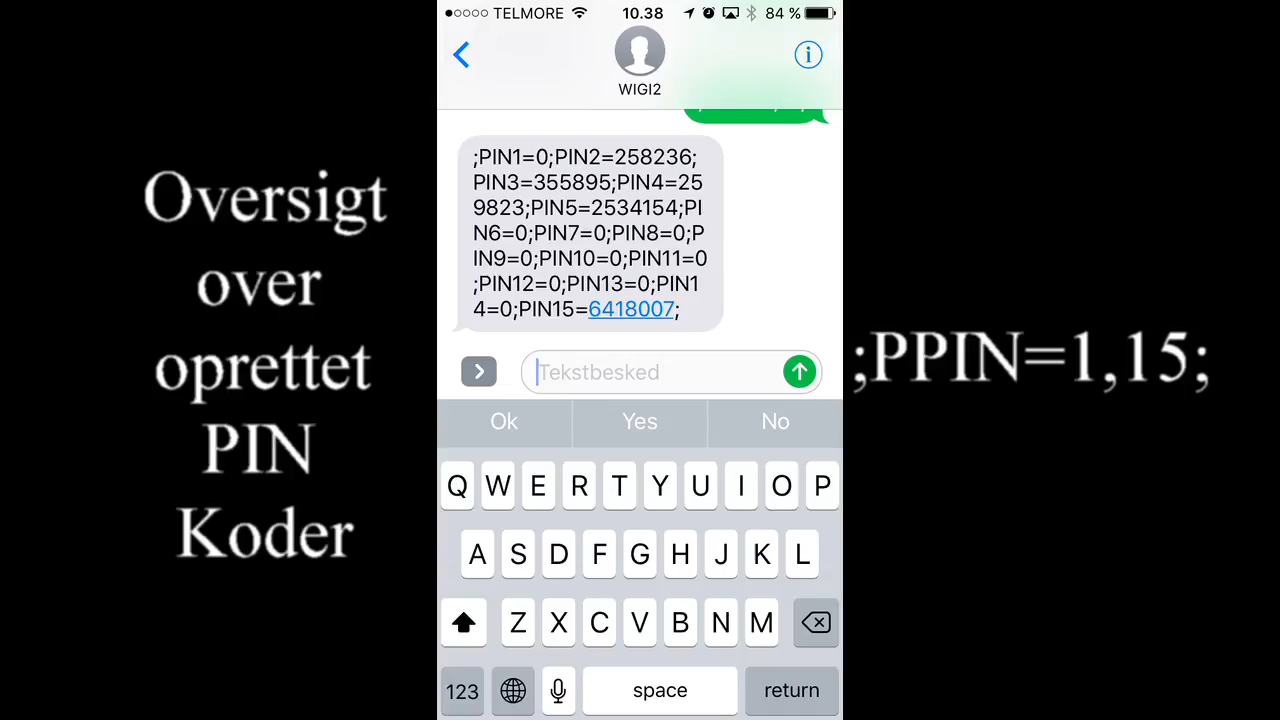 Oversigt
over
oprettet
PIN
Koder
TELMORE 10.38 84 %
WIGI2
;PIN1=0;PIN2=258236;
PIN3=355895;PIN4=25
9823;PIN5=2534154;PI
N6=0;PIN7=0;PIN8=0;P
IN9=0;PIN10=0;PIN11=0
;PIN12=0;PIN13=0;PIN1
4=0;PIN15=6418007;
Tekstbesked
Ok Yes No
Q W E R T Y U I O P
A S D F G H J K L
Z X C V B N M
123 space return
;PPIN=1,15;